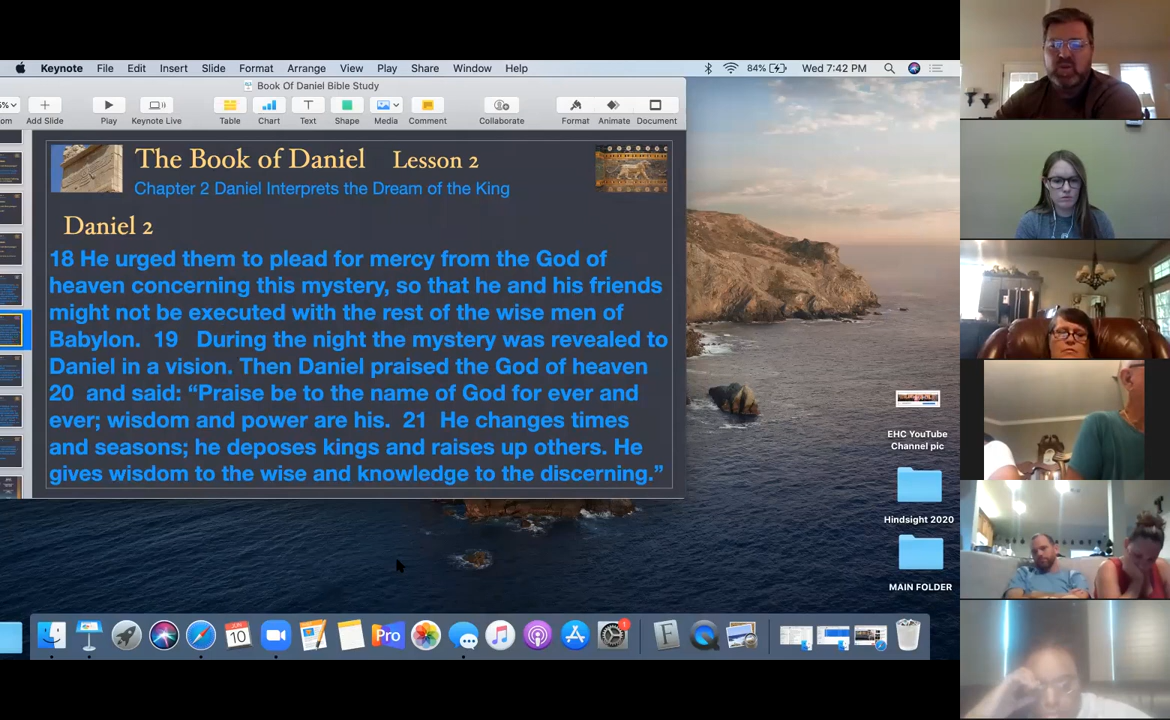 Keynote File Edit Insert Slide Format Arrange View Play Share Window Help 84% Wed 7:42 PM
Book Of Daniel Bible Study
Add Slide Play Keynote Live Table Chart Text Shape Media Comment Collaborate Format Animate Document
The Book of Daniel Lesson 2
Chapter 2 Daniel Interprets the Dream of the King
Daniel 2
18 He urged them to plead for mercy from the God of
heaven concerning this mystery, so that he and his friends
might not be executed with the rest of the wise men of
Babylon. 19 During the night the mystery was revealed to
Daniel in a vision. Then Daniel praised the God of heaven
20 and said: “Praise be to the name of God for ever and
ever; wisdom and power are his. 21 He changes times
and seasons; he deposes kings and raises up others. He
gives wisdom to the wise and knowledge to the discerning.”
EHC YouTube
Channel pic
Hindsight 2020
MAIN FOLDER
JUN
10
Pro
1
F